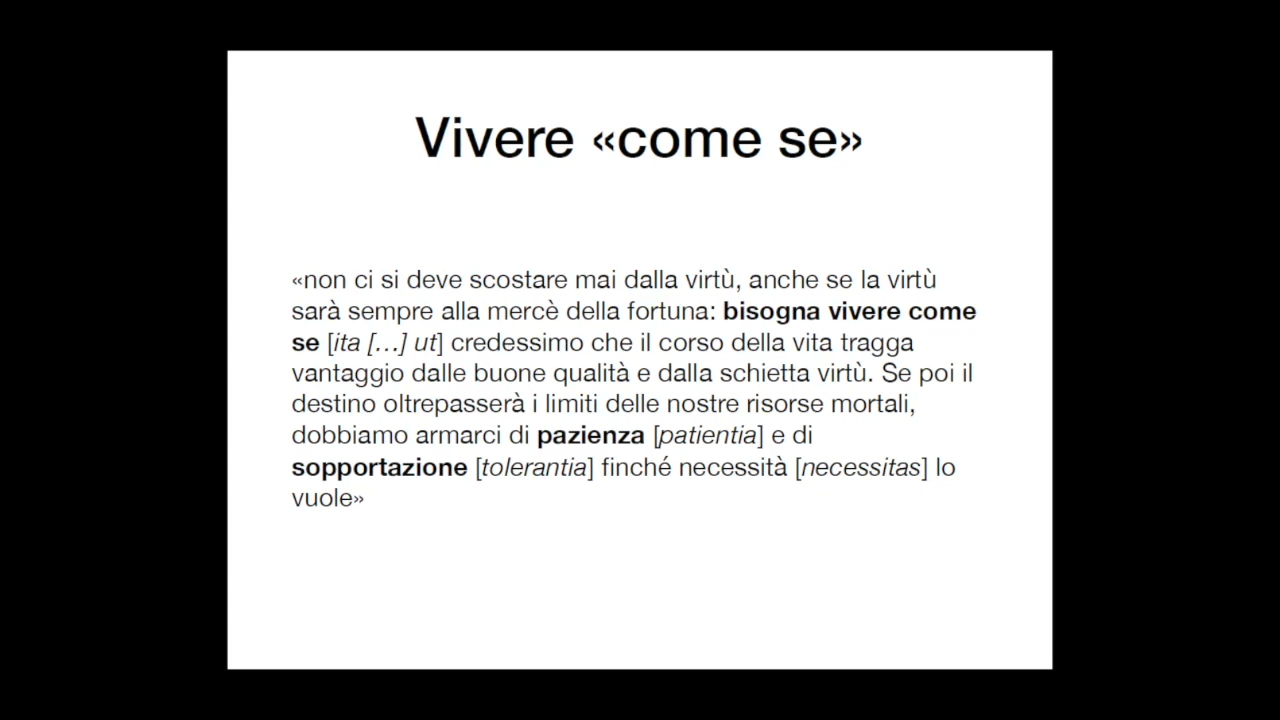 Vivere «come se»
«non ci si deve scostare mai dalla virtù, anche se la virtù
sarà sempre alla mercè della fortuna: bisogna vivere come
se [ita [...] ut] credessimo che il corso della vita tragga
vantaggio dalle buone qualità e dalla schietta virtù. Se poi il
destino oltrepasserà i limiti delle nostre risorse mortali,
dobbiamo armarci di pazienza [patientia] e di
sopportazione [tolerantia] finché necessità [necessitas] lo
vuole»